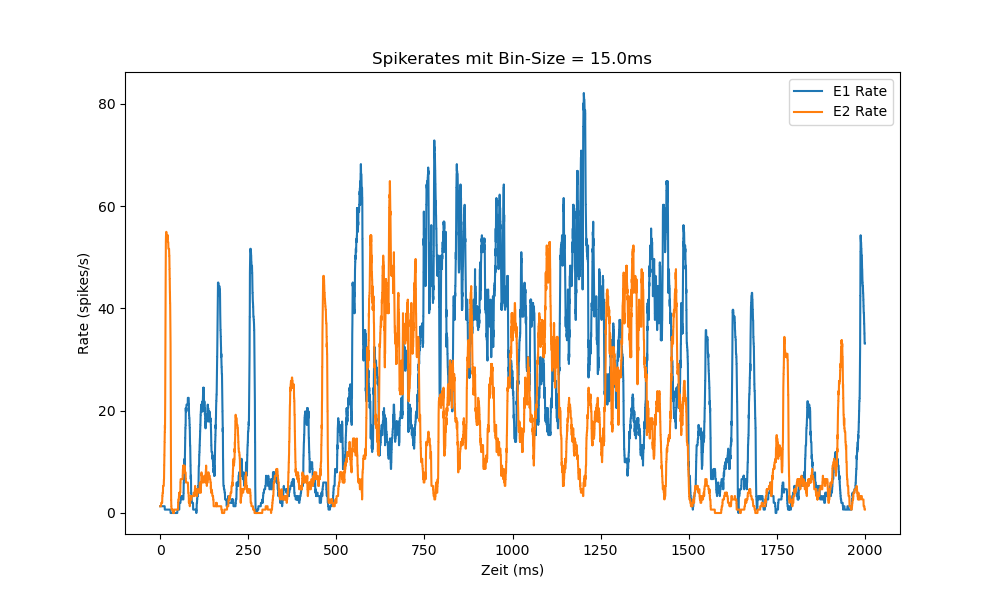 Spikerates mit Bin-Size = 15.0ms
E1 Rate
E2 Rate
Rate (spikes/s)
80
60
40
20
0
0 250 500 750 1000 1250 1500 1750 2000
Zeit (ms)